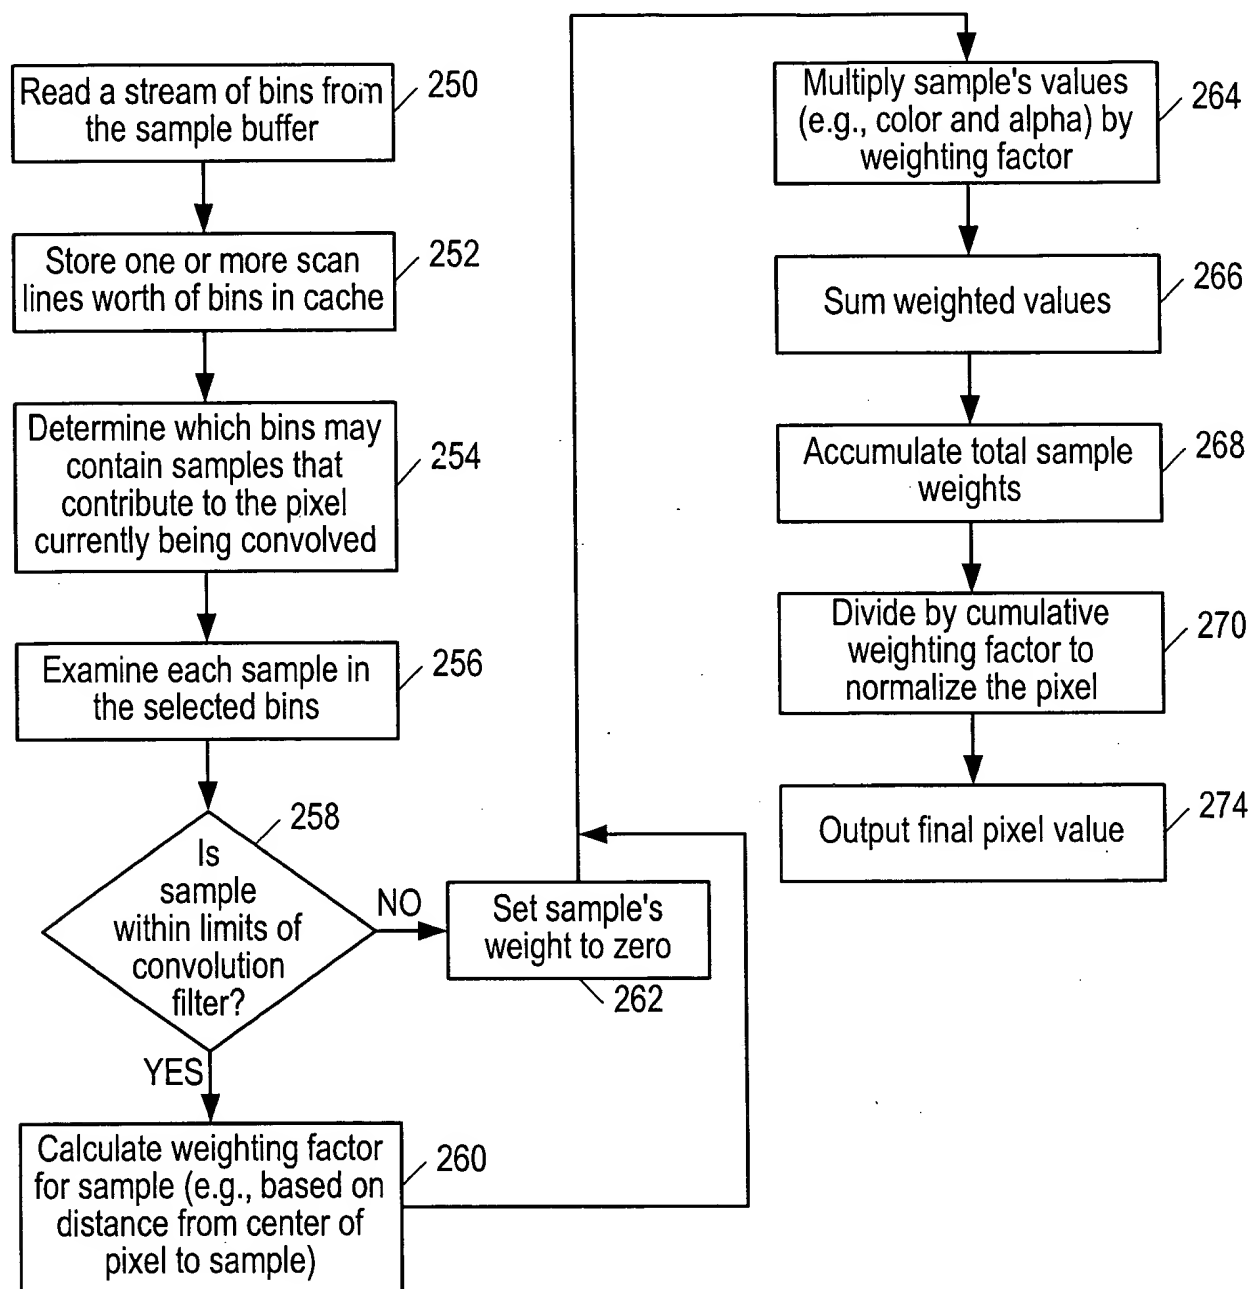 Read a stream of bins from
the sample buffer
250
Store one or more scan
lines worth of bins in cache
252
Determine which bins may
contain samples that
contribute to the pixel
currently being convolved
254
Examine each sample in
the selected bins
256
Is
sample
within limits of
convolution
filter?
258
NO
Set sample's
weight to zero
262
YES
Calculate weighting factor
for sample (e.g., based on
distance from center of
pixel to sample)
260
Multiply sample's values
(e.g., color and alpha) by
weighting factor
264
Sum weighted values
266
Accumulate total sample
weights
268
Divide by cumulative
weighting factor to
normalize the pixel
270
Output final pixel value
274